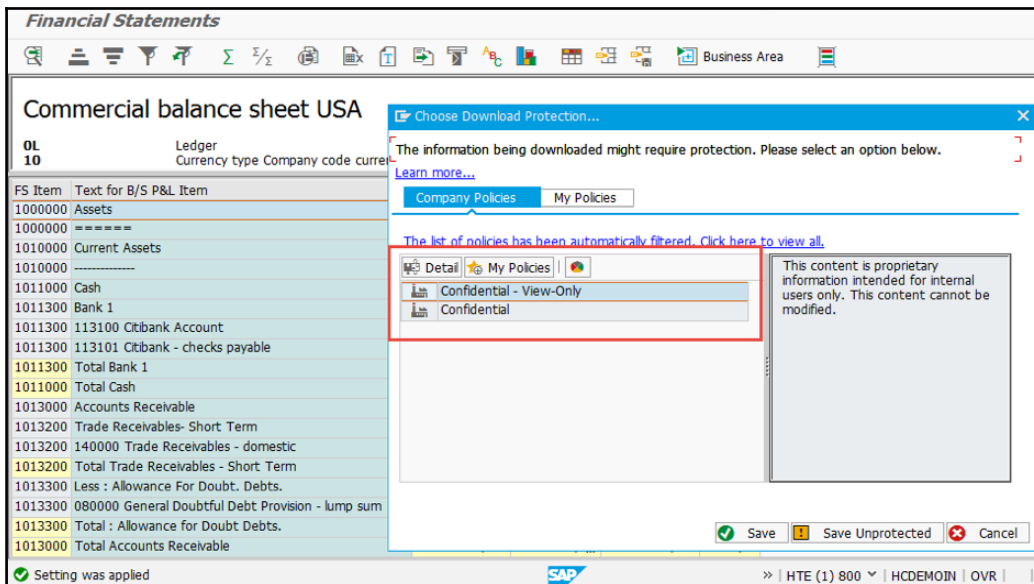 Financial Statements
Business Area
Commercial balance sheet USA
0L Ledger
10 Currency type Company code curre
FS Item Text for B/S P&L Item
1000000 Assets
1000000 ======
1010000 Current Assets
1010000 --------------
1011000 Cash
1011300 Bank 1
1011300 113100 Citibank Account
1011300 113101 Citibank - checks payable
1011300 Total Bank 1
1011000 Total Cash
1013000 Accounts Receivable
1013200 Trade Receivables- Short Term
1013200 140000 Trade Receivables - domestic
1013200 Total Trade Receivables - Short Term
1013300 Less : Allowance For Doubt. Debts.
1013300 080000 General Doubtful Debt Provision - lump sum
1013300 Total : Allowance for Doubt Debts.
1013000 Total Accounts Receivable
Choose Download Protection...
The information being downloaded might require protection. Please select an option below.
Learn more...
Company Policies My Policies
The list of policies has been automatically filtered. Click here to view all.
Detail My Policies
Confidential - View-Only
Confidential
This content is proprietary
information intended for internal
users only. This content cannot be
modified.
Save Save Unprotected Cancel
Setting was applied SAP » HTE (1) 800 HCDEMOIN OVR